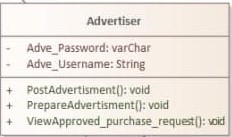 Advertiser
- Adve_Password: varChar
- Adve_Username: String
+ PostAdvertisment(): void
+ PrepareAdvertisment(): void
+ ViewApproved_purchase_request(): void